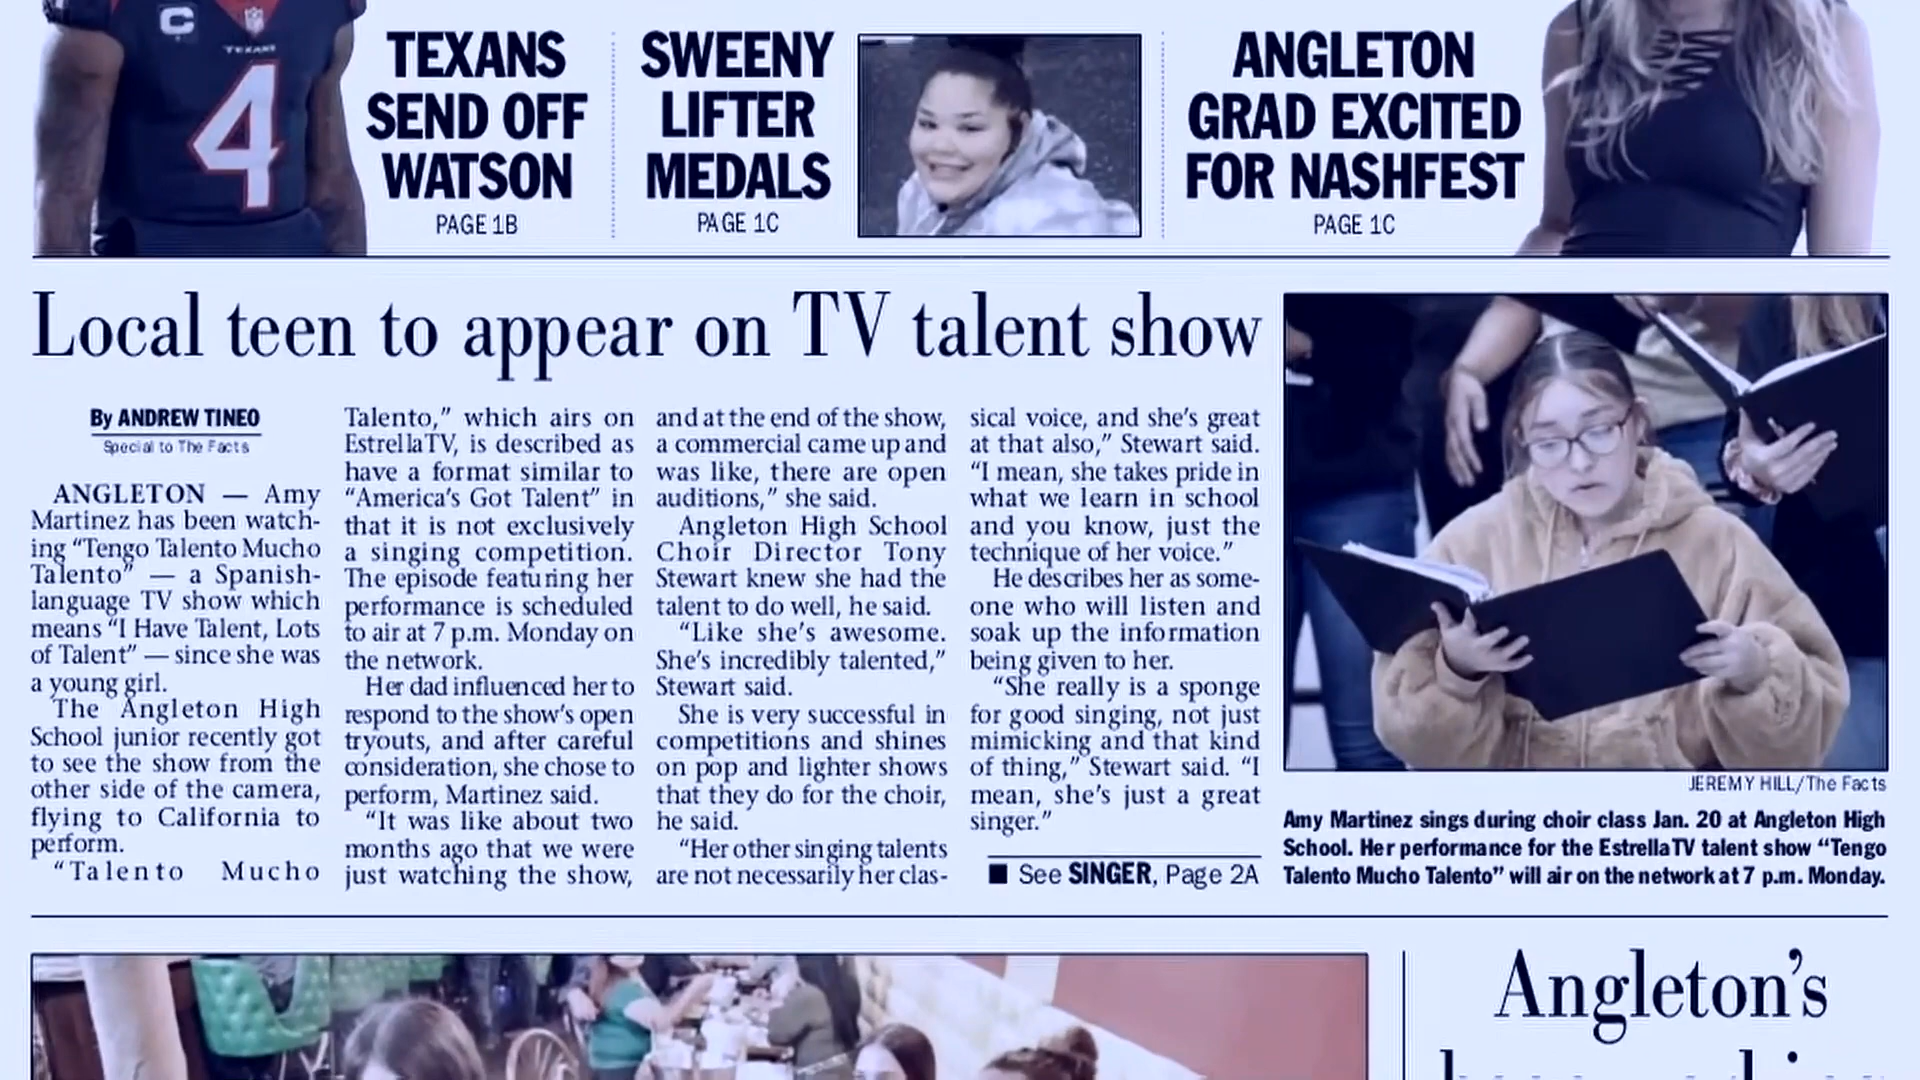 C
TEXANS
4
TEXANS
SEND OFF
WATSON
PAGE 1B
SWEENY
LIFTER
MEDALS
PAGE 1C
ANGLETON
GRAD EXCITED
FOR NASHFEST
PAGE 1C
Local teen to appear on TV talent show
By ANDREW TINEO
Special to The Facts
ANGLETON — Amy
Martinez has been watch-
ing “Tengo Talento Mucho
Talento” — a Spanish-
language TV show which
means “I Have Talent, Lots
of Talent” — since she was
a young girl.
The Angleton High
School junior recently got
to see the show from the
other side of the camera,
flying to California to
perform.
“Talento Mucho
Talento,” which airs on
EstrellaTV, is described as
have a format similar to
“America’s Got Talent” in
that it is not exclusively
a singing competition.
The episode featuring her
performance is scheduled
to air at 7 p.m. Monday on
the network.
Her dad influenced her to
respond to the show’s open
tryouts, and after careful
consideration, she chose to
perform, Martinez said.
“It was like about two
months ago that we were
just watching the show,
and at the end of the show,
a commercial came up and
was like, there are open
auditions,” she said.
Angleton High School
Choir Director Tony
Stewart knew she had the
talent to do well, he said.
“Like she’s awesome.
She’s incredibly talented,”
Stewart said.
She is very successful in
competitions and shines
on pop and lighter shows
that they do for the choir,
he said.
“Her other singing talents
are not necessarily her clas-
sical voice, and she’s great
at that also,” Stewart said.
“I mean, she takes pride in
what we learn in school
and you know, just the
technique of her voice.”
He describes her as some-
one who will listen and
soak up the information
being given to her.
“She really is a sponge
for good singing, not just
mimicking and that kind
of thing,” Stewart said. “I
mean, she’s just a great
singer.”
■ See SINGER, Page 2A
JEREMY HILL/The Facts
Amy Martinez sings during choir class Jan. 20 at Angleton High
School. Her performance for the EstrellaTV talent show “Tengo
Talento Mucho Talento” will air on the network at 7 p.m. Monday.
Angleton’s